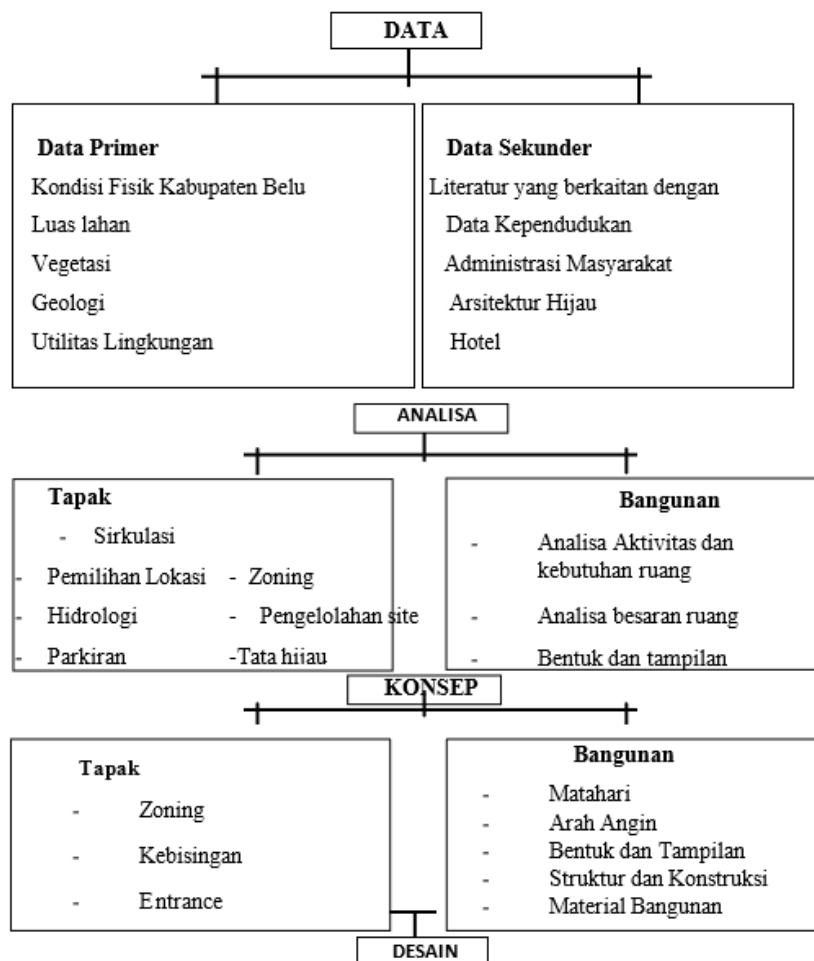 DATA
Data Primer
Kondisi Fisik Kabupaten Belu
Luas lahan
Vegetasi
Geologi
Utilitas Lingkungan
Data Sekunder
Literatur yang berkaitan dengan
Data Kependudukan
Administrasi Masyarakat
Arsitektur Hijau
Hotel
ANALISA
Tapak
- Sirkulasi
- Pemilihan Lokasi - Zoning
- Hidrologi - Pengelolahan site
- Parkiran -Tata hijau
Bangunan
- Analisa Aktivitas dan
kebutuhan ruang
- Analisa besaran ruang
- Bentuk dan tampilan
KONSEP
Tapak
- Zoning
- Kebisingan
- Entrance
Bangunan
- Matahari
- Arah Angin
- Bentuk dan Tampilan
- Struktur dan Konstruksi
- Material Bangunan
DESAIN